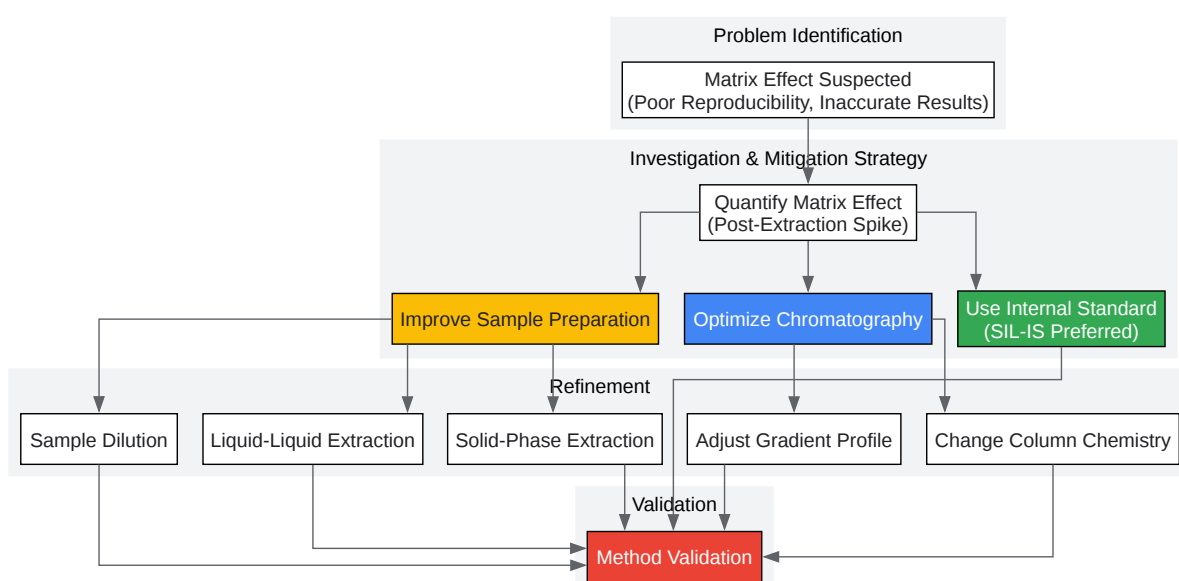 Problem Identification
Matrix Effect Suspected
(Poor Reproducibility, Inaccurate Results)
Investigation & Mitigation Strategy
Quantify Matrix Effect
(Post-Extraction Spike)
Improve Sample Preparation
Optimize Chromatography
Use Internal Standard
(SIL-IS Preferred)
Refinement
Sample Dilution
Liquid-Liquid Extraction
Solid-Phase Extraction
Adjust Gradient Profile
Change Column Chemistry
Validation
Method Validation